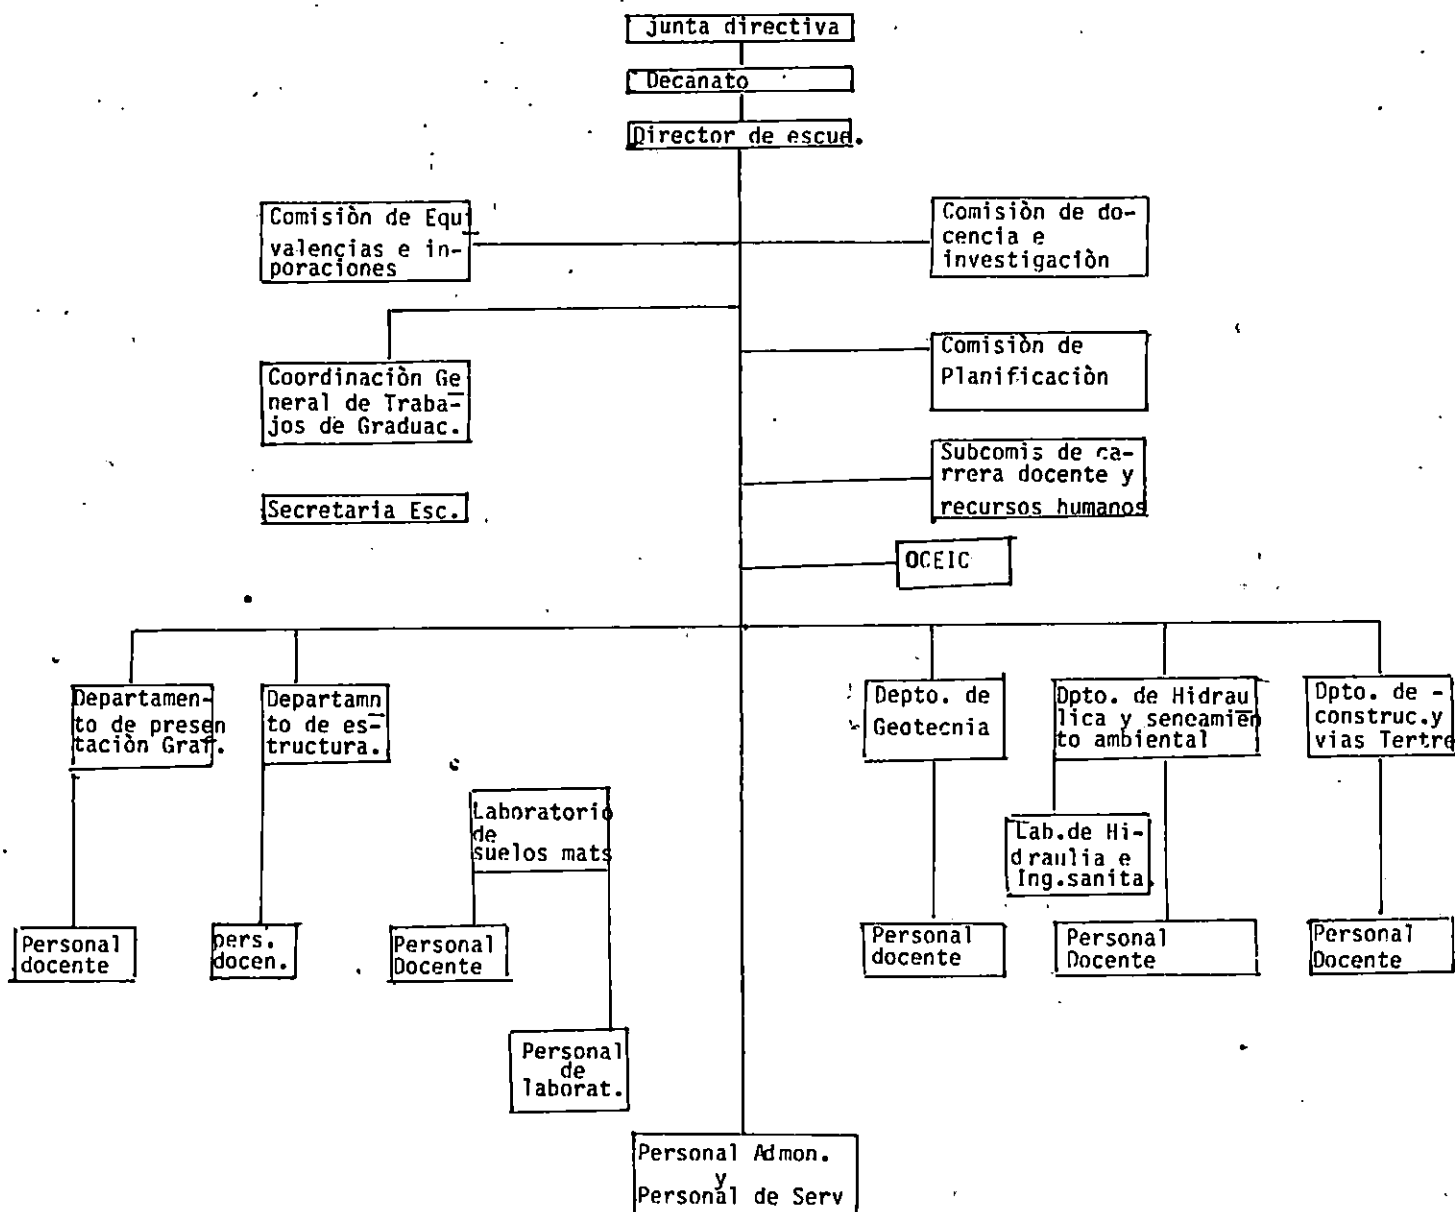 junta directiva
Decanato
Director de escue.
Comisiòn de Equi
valencias e in-
poraciones
Comisiòn de do-
cencia e
investigaciòn
Coordinaciòn Ge
neral de Traba-
jos de Graduac.
Comisiòn de
Planificaciòn
Secretaria Esc.
Subcomis de ca-
rrera docente y
recursos humanos
OCEIC
Departamen-
to de presen
taciòn Graf.
Departamn
to de es-
tructura.
Depto. de
Geotecnia
Dpto. de Hidrau
lica y seneamien
to ambiental
Dpto. de -
construc.y
vias Tertre
Laboratorio
de
suelos mats
Lab.de Hi-
draulia e
Ing.sanita.
Personal
docente
pers.
docen.
Personal
Docente
Personal
docente
Personal
Docente
Personal
Docente
Personal
de
laborat.
Personal Admon.
y
Personal de Serv